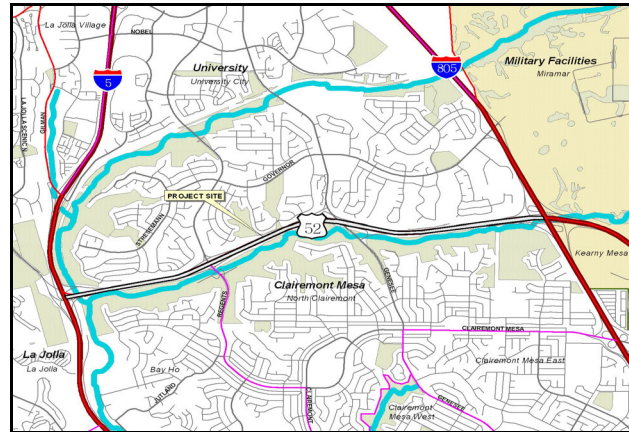 La Jolla Village
NOBEL
University
University City
805
Military Facilities
Miramar
5
LA JOLLA SCENIC N
GILMAN
GOVERNOR
PROJECT SITE
STRESEMANN
52
Kearny Mesa
GENESEE
Clairemont Mesa
North Clairemont
REGENTS
CLAIREMONT MESA
La Jolla
La Jolla
Bay Ho
Clairemont Mesa East
JUTLAND
CLAIREMONT
Clairemont
Mesa West
GENESEE